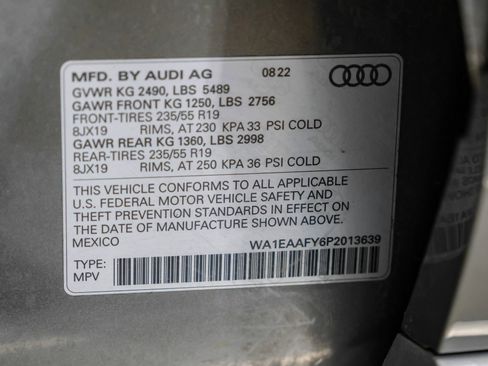 MFD. BY AUDI AG 08.22
GVWR KG 2490, LBS 5489
GAWR FRONT KG 1250, LBS 2756
FRONT-TIRES 235/55 R19
8JX19 RIMS, AT 230 KPA 33 PSI COLD
GAWR REAR KG 1360, LBS 2998
REAR-TIRES 235/55 R19
8JX19 RIMS, AT 250 KPA 36 PSI COLD
THIS VEHICLE CONFORMS TO ALL APPLICABLE
U.S. FEDERAL MOTOR VEHICLE SAFETY AND
THEFT PREVENTION STANDARDS IN EFFECT ON
THE DATE OF MANUFACTURE SHOWN ABOVE.
MEXICO WA1EAAFY6P2013639
TYPE:
MPV